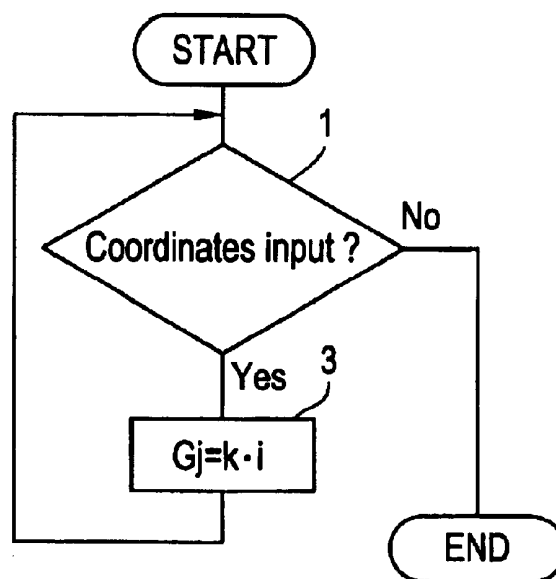 START
1
Coordinates input ?
No
Yes
3
Gj=k·i
END